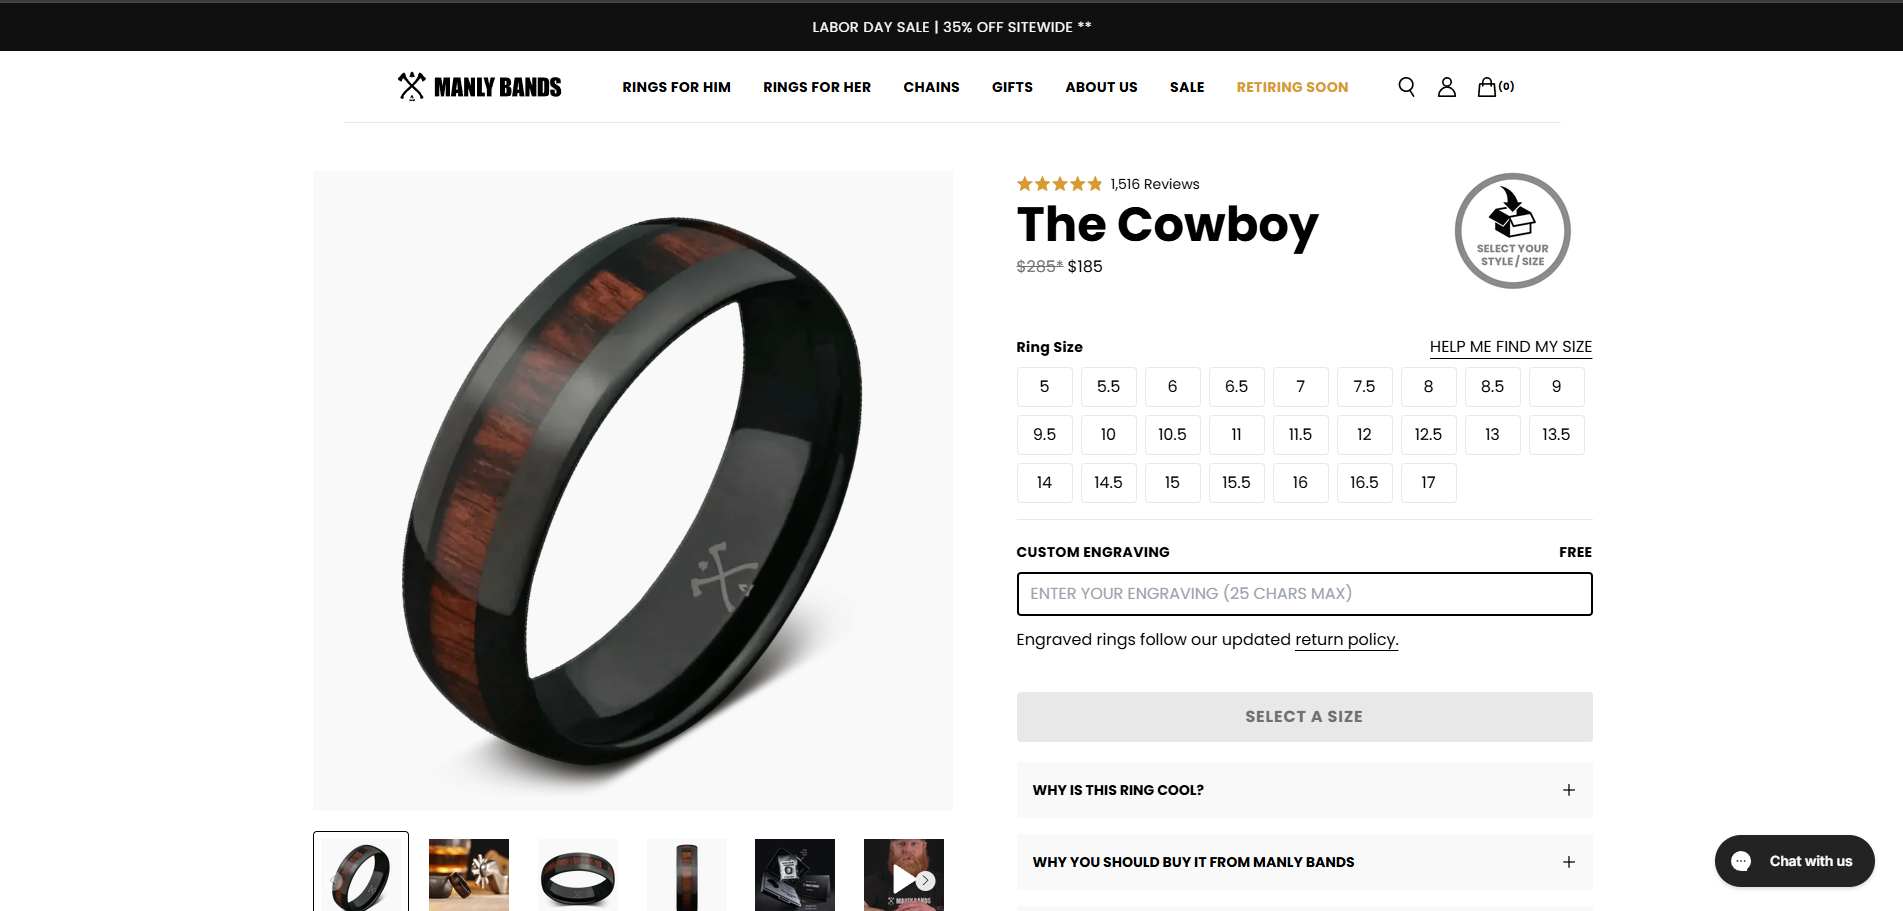 LABOR DAY SALE | 35% OFF SITEWIDE **
MANLY BANDS
RINGS FOR HIM
RINGS FOR HER
CHAINS
GIFTS
ABOUT US
SALE
RETIRING SOON
(0)
1,516 Reviews
The Cowboy
$285* $185
SELECT YOUR
STYLE / SIZE
Ring Size
HELP ME FIND MY SIZE
5 5.5 6 6.5 7 7.5 8 8.5 9
9.5 10 10.5 11 11.5 12 12.5 13 13.5
14 14.5 15 15.5 16 16.5 17
CUSTOM ENGRAVING
FREE
ENTER YOUR ENGRAVING (25 CHARS MAX)
Engraved rings follow our updated return policy.
SELECT A SIZE
WHY IS THIS RING COOL?
WHY YOU SHOULD BUY IT FROM MANLY BANDS
MANLY BANDS
Chat with us